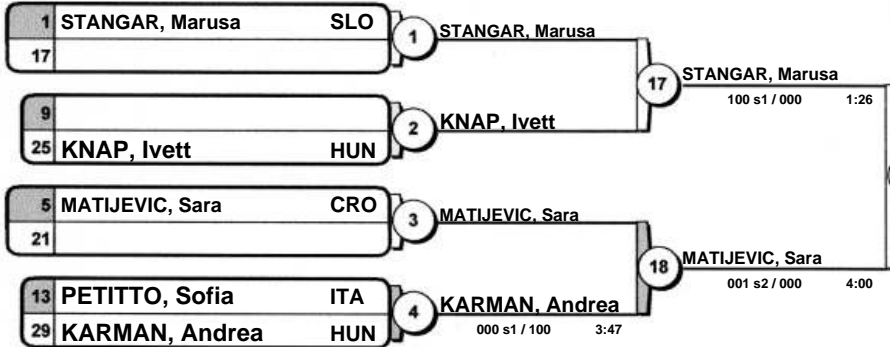 1 STANGAR, Marusa SLO
17
1
STANGAR, Marusa
9
25 KNAP, Ivett HUN
2
KNAP, Ivett
17
STANGAR, Marusa
100 s1 / 000 1:26
5 MATIJEVIC, Sara CRO
21
3
MATIJEVIC, Sara
13 PETITTO, Sofia ITA
29 KARMAN, Andrea HUN
4
KARMAN, Andrea
000 s1 / 100 3:47
18
MATIJEVIC, Sara
001 s2 / 000 4:00